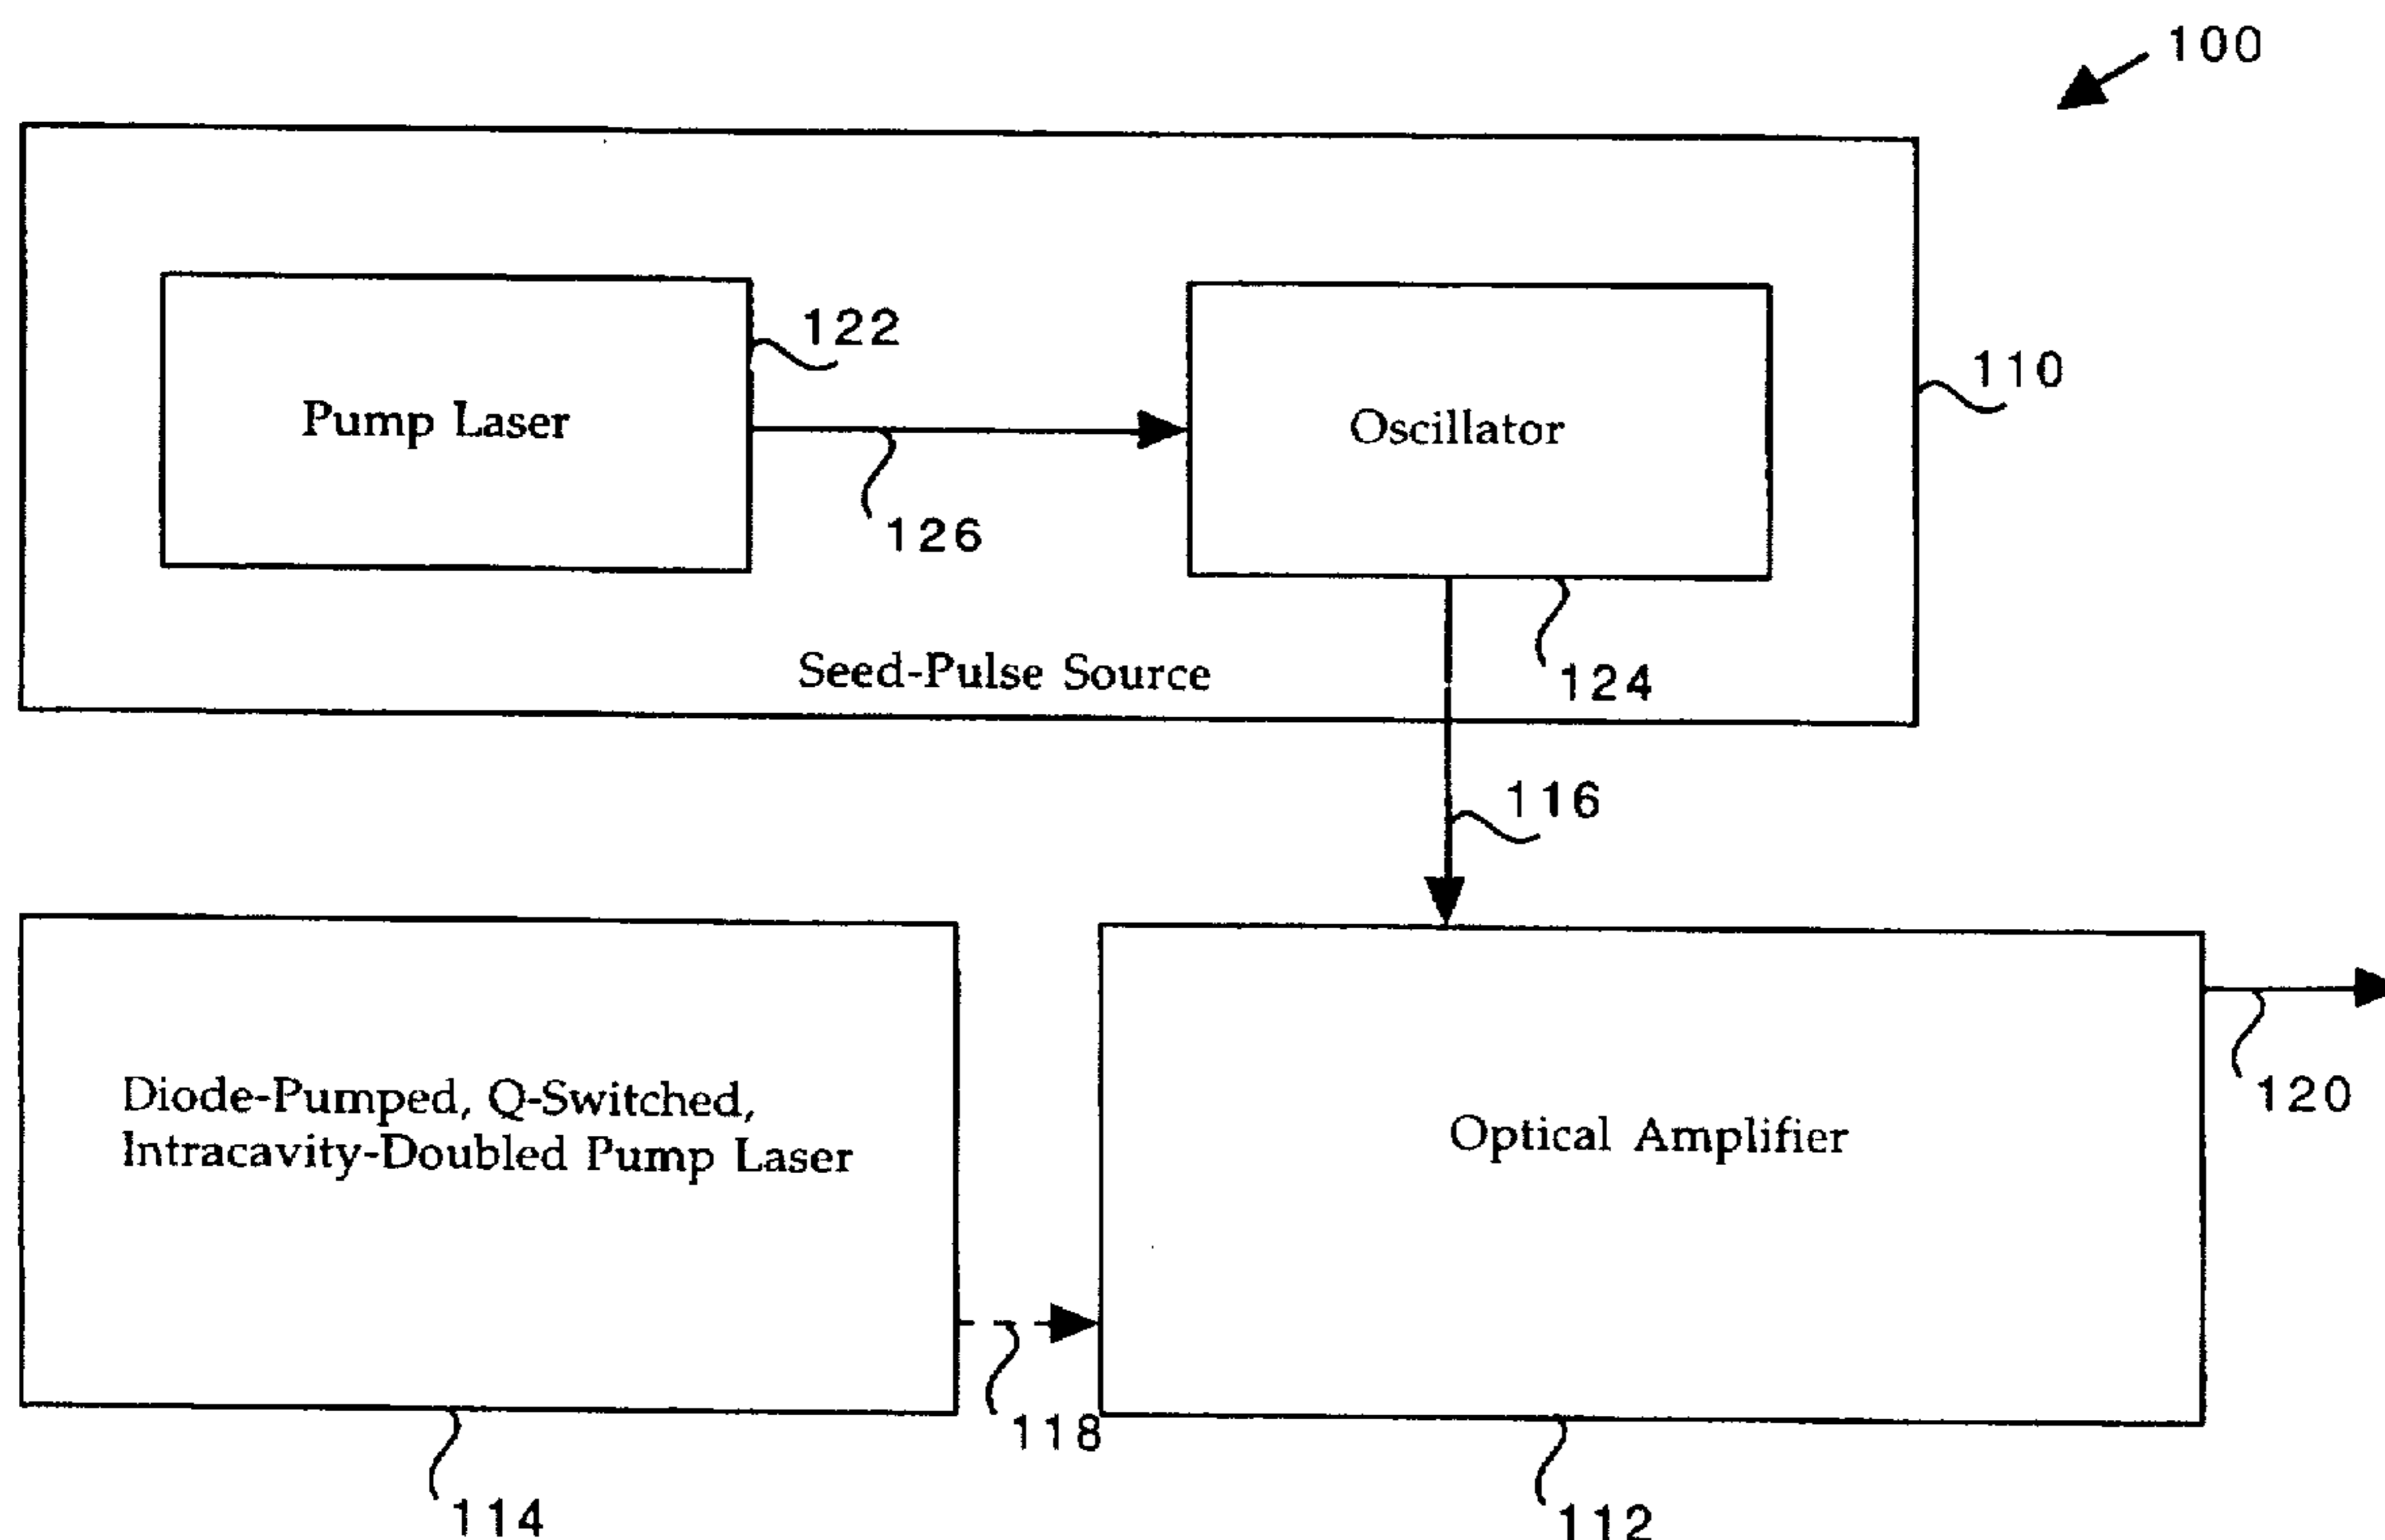 100
122
110
Pump Laser
Oscillator
126
Seed-Pulse Source
124
116
Diode-Pumped, Q-Switched,
Intracavity-Doubled Pump Laser
Optical Amplifier
120
118
114
112